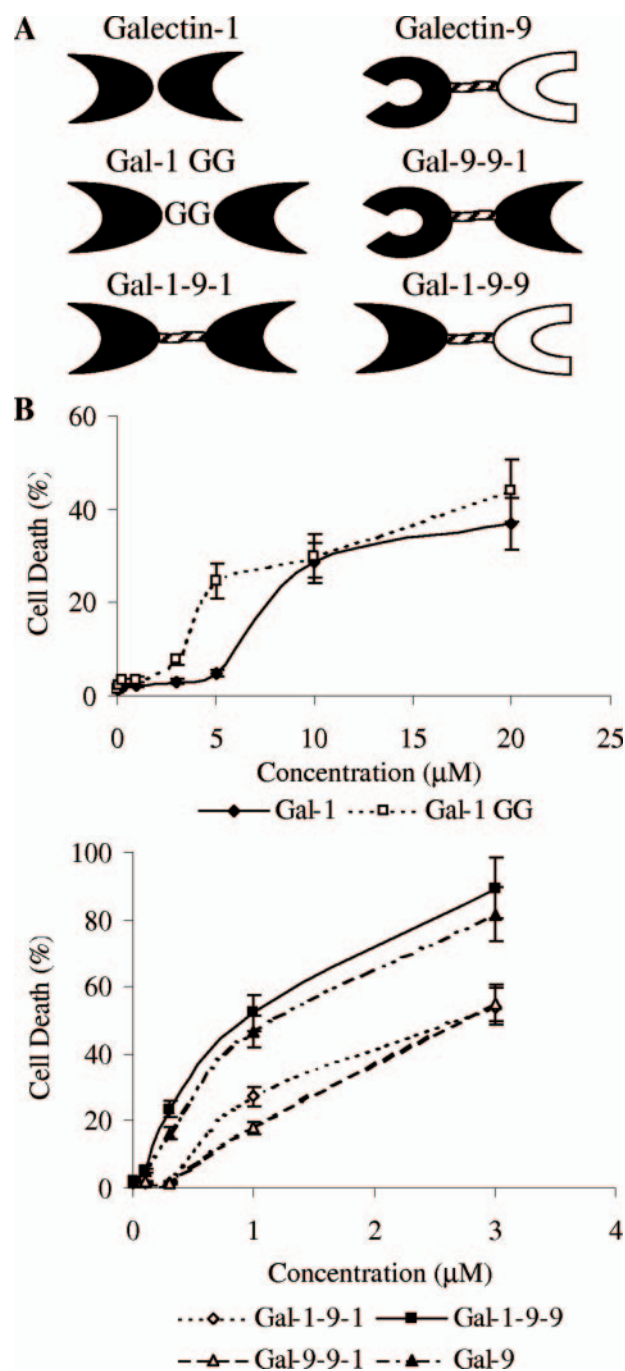 A
Galectin-1 Galectin-9
Gal-1 GG Gal-9-9-1
GG
Gal-1-9-1 Gal-1-9-9
B
60
40
20
0
Cell Death (%)
0 5 10 15 20 25
Concentration (μM)
Gal-1 Gal-1 GG
100
80
60
40
20
0
Cell Death (%)
0 1 2 3 4
Concentration (μM)
Gal-1-9-1 Gal-1-9-9
Gal-9-9-1 Gal-9